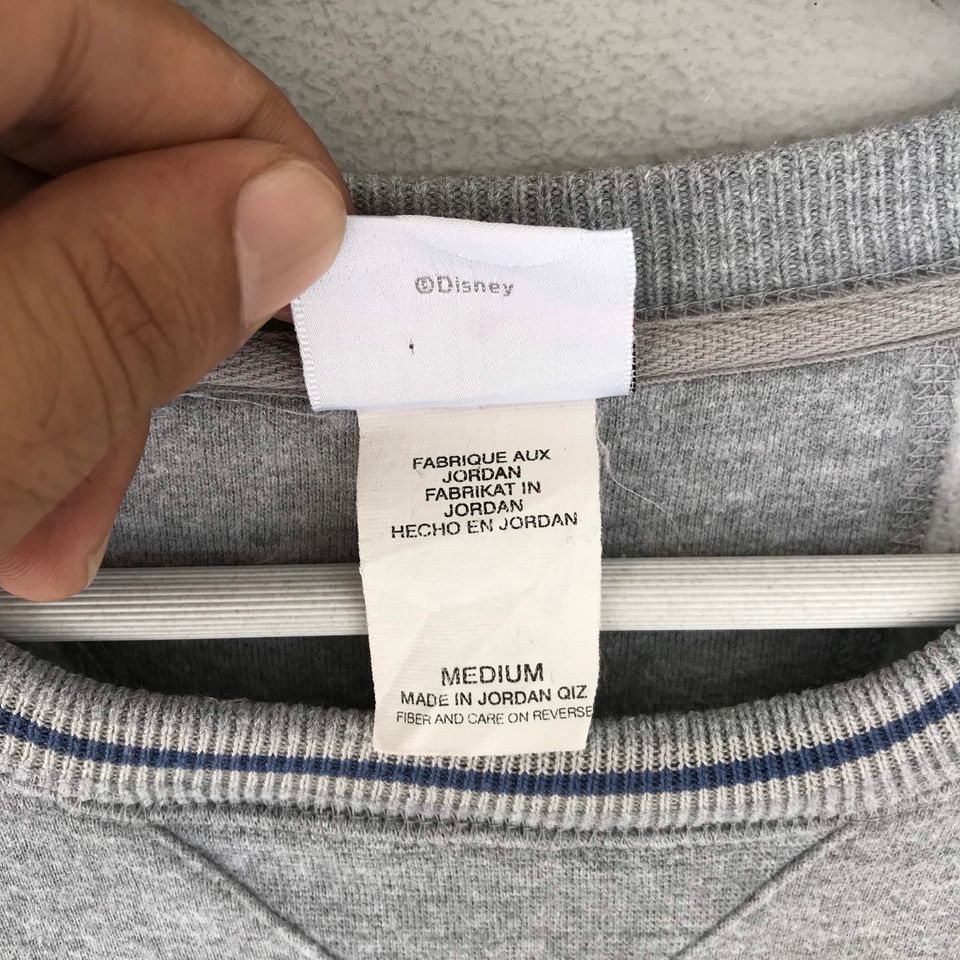 ©Disney
FABRIQUE AUX
JORDAN
FABRIKAT IN
JORDAN
HECHO EN JORDAN
MEDIUM
MADE IN JORDAN QIZ
FIBER AND CARE ON REVERSE